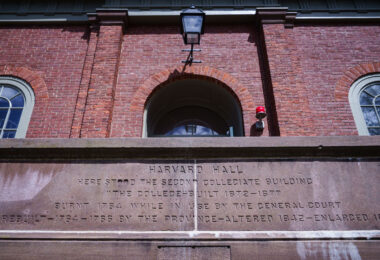 HARVARD HALL
HERE STOOD THE SECOND COLLEGIATE BUILDING
"THE COLLEGE-BUILT 1672-1677
BURNT 1764 WHILE IN USE BY THE GENERAL COURT
REBUILT-1764-1766 BY THE PROVINCE-ALTERED 1842-ENLARGED